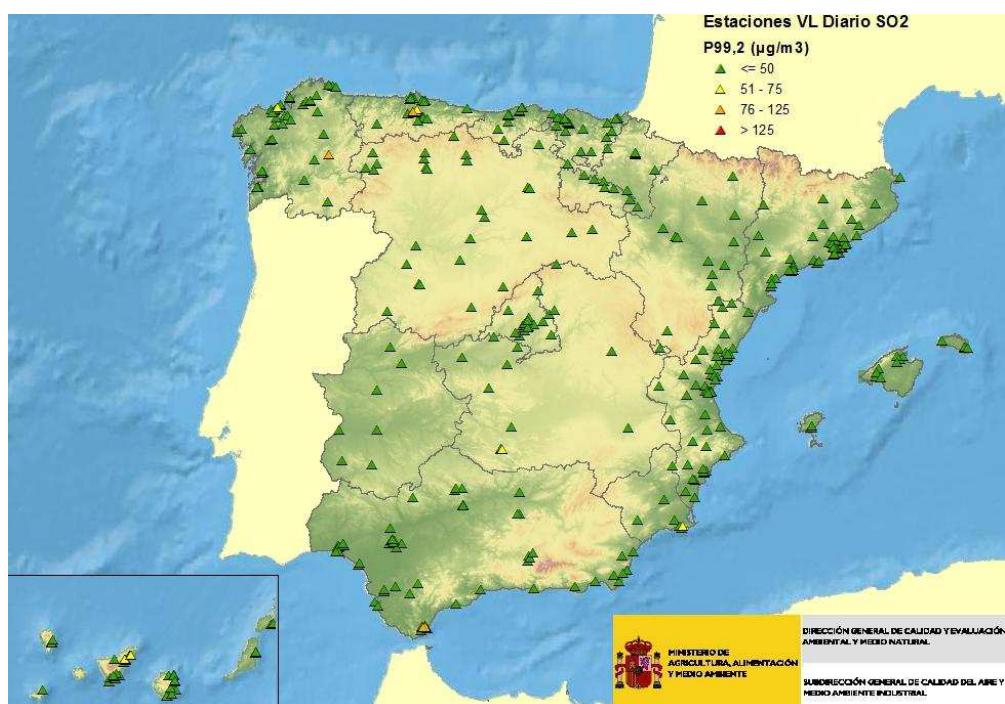 Estaciones VL Diario SO2
P99,2 (µg/m3)
<= 50
51 - 75
76 - 125
> 125
MINISTERIO DE
AGRICULTURA, ALIMENTACIÓN
Y MEDIO AMBIENTE
DIRECCIÓN GENERAL DE CALIDAD Y EVALUACIÓN
AMBIENTAL Y MEDIO NATURAL
SUBDIRECCIÓN GENERAL DE CALIDAD DEL AIRE Y
MEDIO AMBIENTE INDUSTRIAL